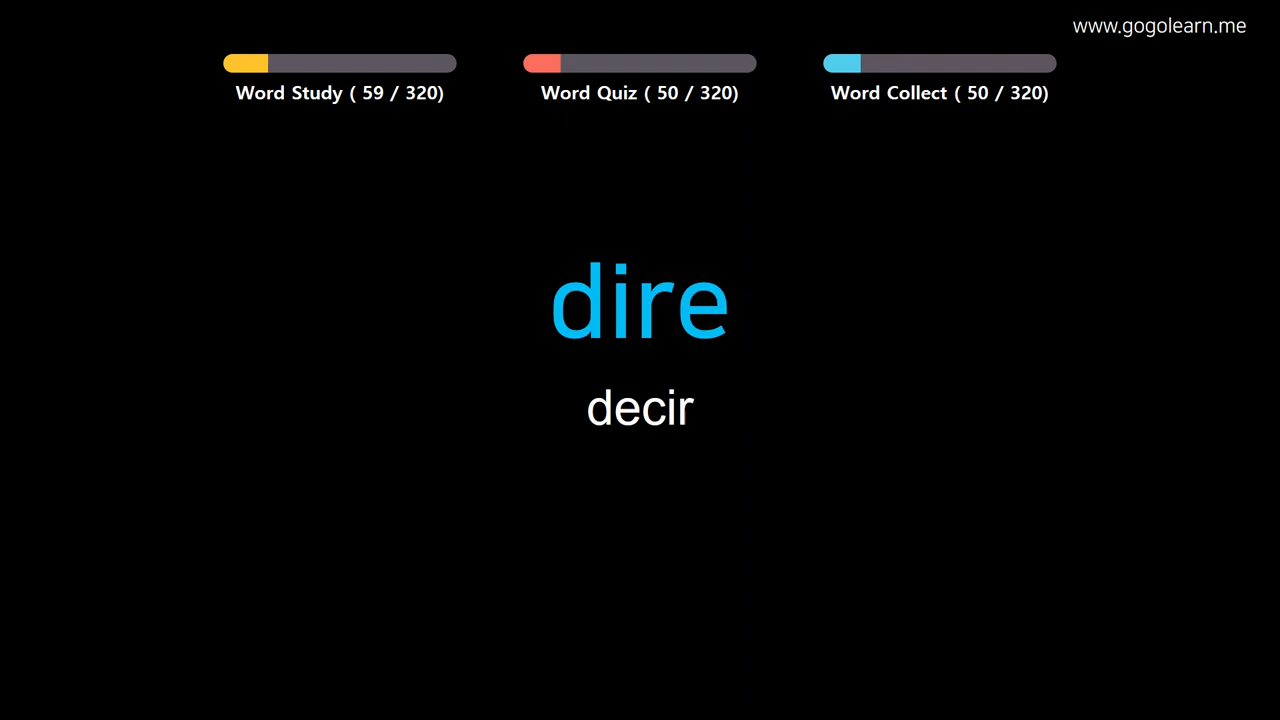 www.gogolearn.me
Word Study ( 59 / 320)
Word Quiz ( 50 / 320)
Word Collect ( 50 / 320)
dire
decir